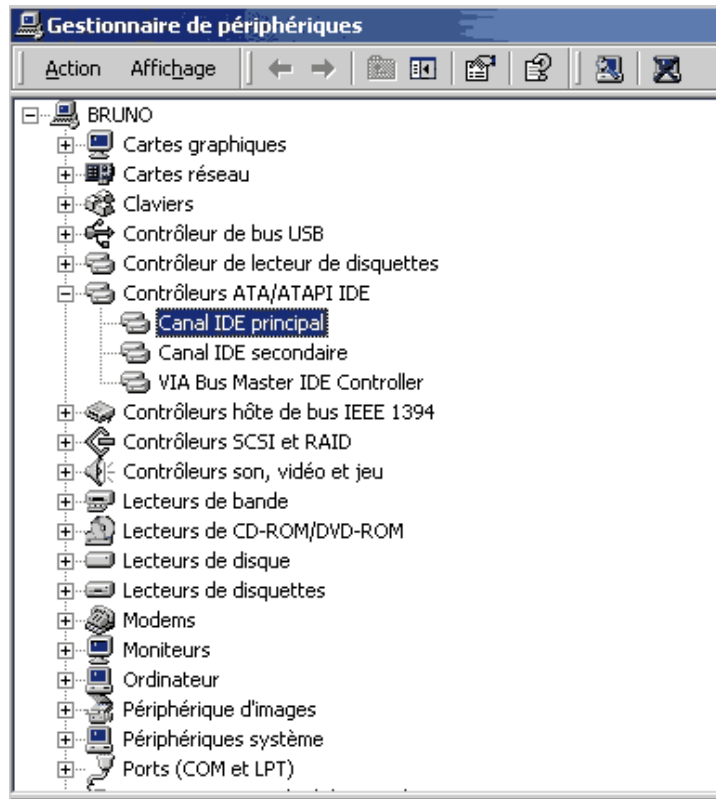 Gestionnaire de périphériques
Action Affichage
BRUNO
Cartes graphiques
Cartes réseau
Claviers
Contrôleur de bus USB
Contrôleur de lecteur de disquettes
Contrôleurs ATA/ATAPI IDE
Canal IDE principal
Canal IDE secondaire
VIA Bus Master IDE Controller
Contrôleurs hôte de bus IEEE 1394
Contrôleurs SCSI et RAID
Contrôleurs son, vidéo et jeu
Lecteurs de bande
Lecteurs de CD-ROM/DVD-ROM
Lecteurs de disque
Lecteurs de disquettes
Modems
Moniteurs
Ordinateur
Périphérique d'images
Périphériques système
Ports (COM et LPT)